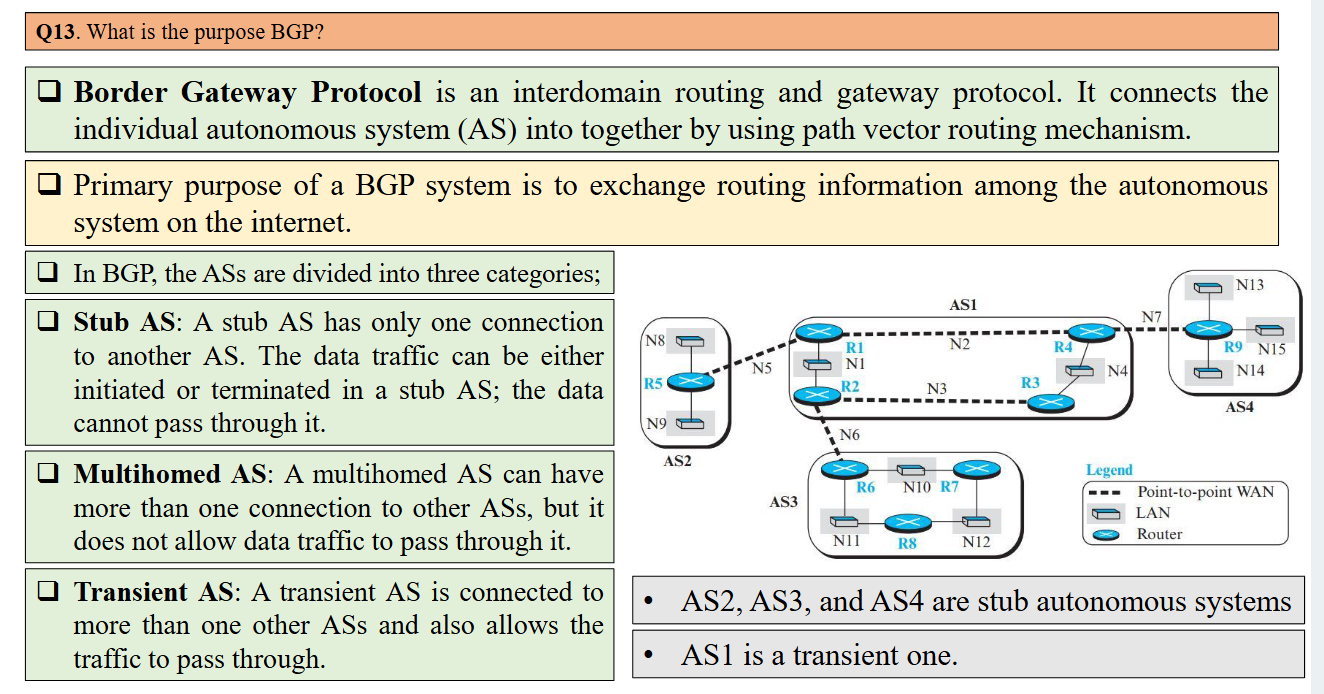 Q13. What is the purpose BGP?
❑ Border Gateway Protocol is an interdomain routing and gateway protocol. It connects the
individual autonomous system (AS) into together by using path vector routing mechanism.
❑ Primary purpose of a BGP system is to exchange routing information among the autonomous
system on the internet.
❑ In BGP, the ASs are divided into three categories;
❑ Stub AS: A stub AS has only one connection
to another AS. The data traffic can be either
initiated or terminated in a stub AS; the data
cannot pass through it.
❑ Multihomed AS: A multihomed AS can have
more than one connection to other ASs, but it
does not allow data traffic to pass through it.
❑ Transient AS: A transient AS is connected to
more than one other ASs and also allows the
traffic to pass through.
N8
R5
N9
AS2
N5
AS1
R1
N1
R2
N2
N3
R4
N4
R3
N7
N13
R9
N15
N14
AS4
N6
AS3
R6
N10
R7
N11
R8
N12
Legend
Point-to-point WAN
LAN
Router
• AS2, AS3, and AS4 are stub autonomous systems
• AS1 is a transient one.